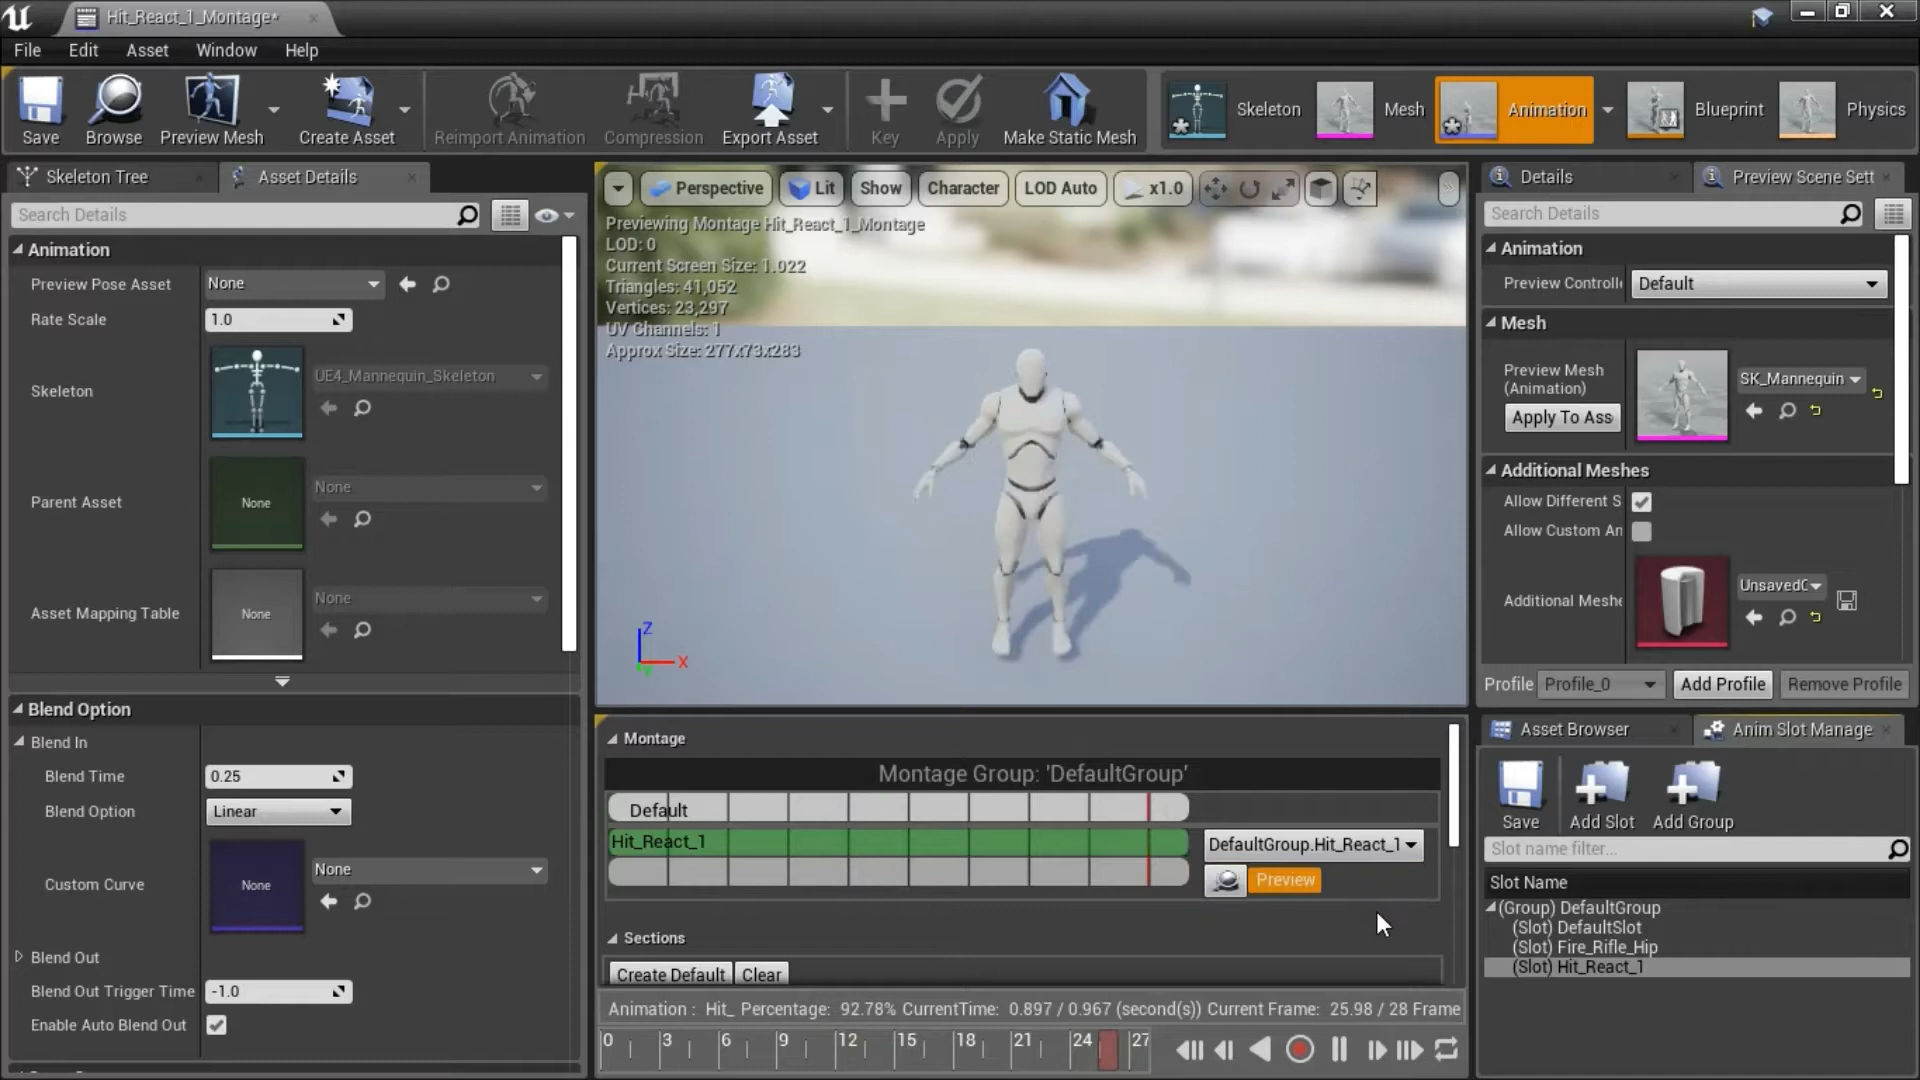 Hit_React_1_Montage*
File Edit Asset Window Help
Save Browse Preview Mesh Create Asset Reimport Animation Compression Export Asset Key Apply Make Static Mesh Skeleton Mesh Animation Blueprint Physics
Skeleton Tree Asset Details
Search Details
Animation
Preview Pose Asset None
Rate Scale 1.0
Skeleton UE4_Mannequin_Skeleton
Parent Asset None None
Asset Mapping Table None None
Blend Option
Blend In
Blend Time 0.25
Blend Option Linear
Custom Curve None None
Blend Out
Blend Out Trigger Time -1.0
Enable Auto Blend Out
Perspective Lit Show Character LOD Auto x1.0
Previewing Montage Hit_React_1_Montage
LOD: 0
Current Screen Size: 1.022
Triangles: 41,052
Vertices: 23,297
UV Channels: 1
Approx Size: 277x73x283
Z
X
Y
Montage
Montage Group: 'DefaultGroup'
Default
Hit_React_1 DefaultGroup.Hit_React_1
Preview
Sections
Create Default Clear
Animation : Hit_ Percentage: 92.78% CurrentTime: 0.897 / 0.967 (second(s)) Current Frame: 25.98 / 28 Frame
0 3 6 9 12 15 18 21 24 27
Details Preview Scene Sett
Search Details
Animation
Preview Controlle Default
Mesh
Preview Mesh
(Animation) SK_Mannequin
Apply To Ass
Additional Meshes
Allow Different S
Allow Custom An
Additional Meshe UnsavedC
Profile Profile_0 Add Profile Remove Profile
Asset Browser Anim Slot Manage
Save Add Slot Add Group
Slot name filter...
Slot Name
(Group) DefaultGroup
(Slot) DefaultSlot
(Slot) Fire_Rifle_Hip
(Slot) Hit_React_1